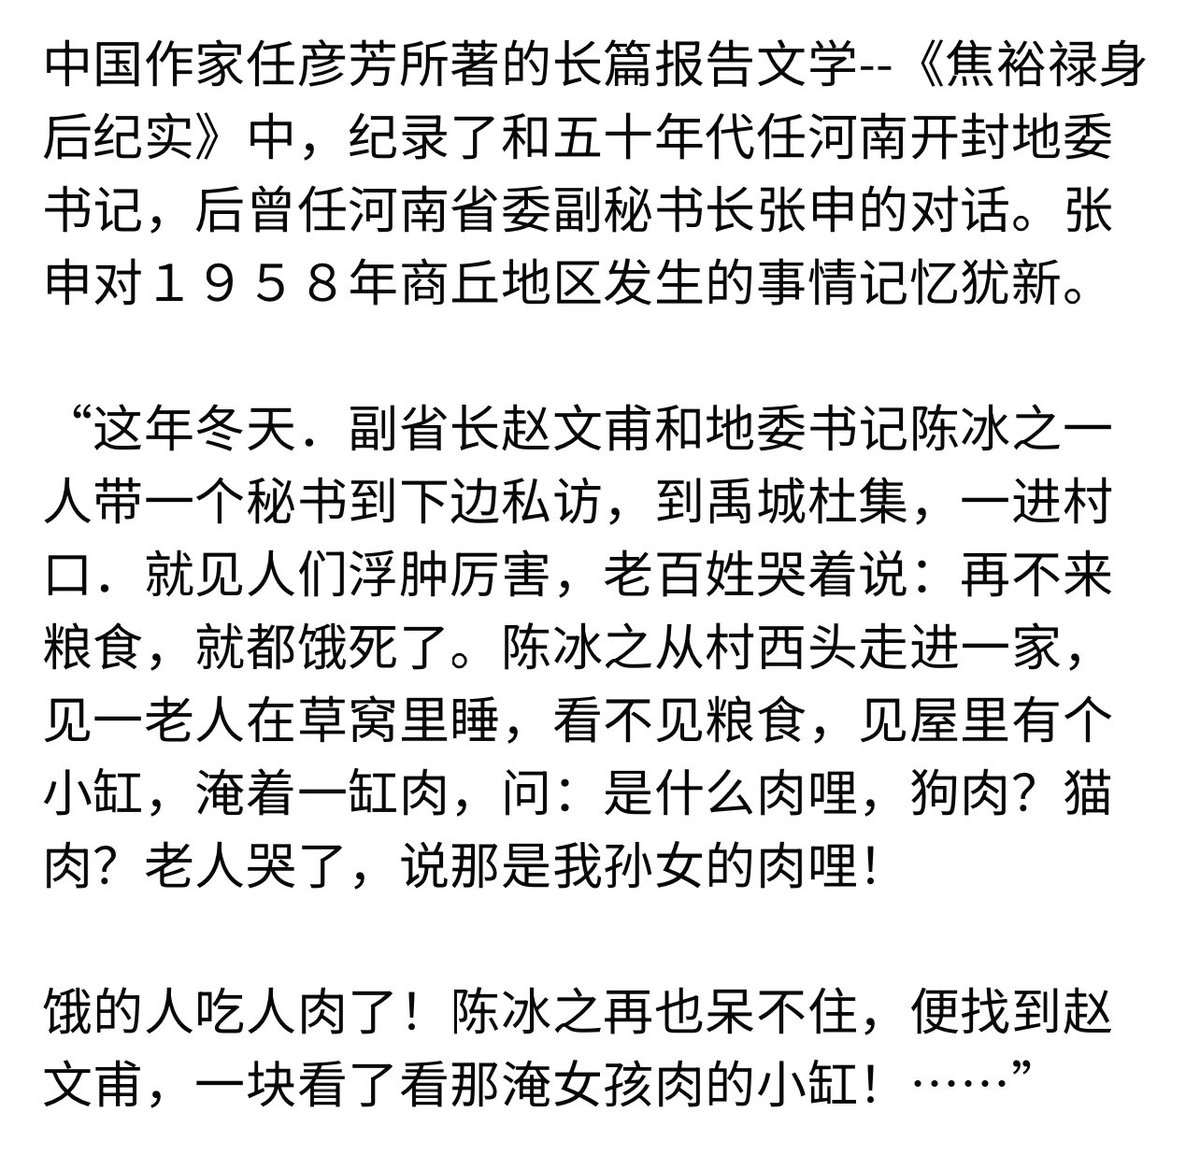 中国作家任彦芳所著的长篇报告文学--《焦裕禄身
后纪实》中，纪录了和五十年代任河南开封地委
书记，后曾任河南省委副秘书长张申的对话。张
申对１９５８年商丘地区发生的事情记忆犹新。
“这年冬天．副省长赵文甫和地委书记陈冰之一
人带一个秘书到下边私访，到禹城杜集，一进村
口．就见人们浮肿厉害，老百姓哭着说：再不来
粮食，就都饿死了。陈冰之从村西头走进一家，
见一老人在草窝里睡，看不见粮食，见屋里有个
小缸，淹着一缸肉，问：是什么肉哩，狗肉？猫
肉？老人哭了，说那是我孙女的肉哩！
饿的人吃人肉了！陈冰之再也呆不住，便找到赵
文甫，一块看了看那淹女孩肉的小缸！……”